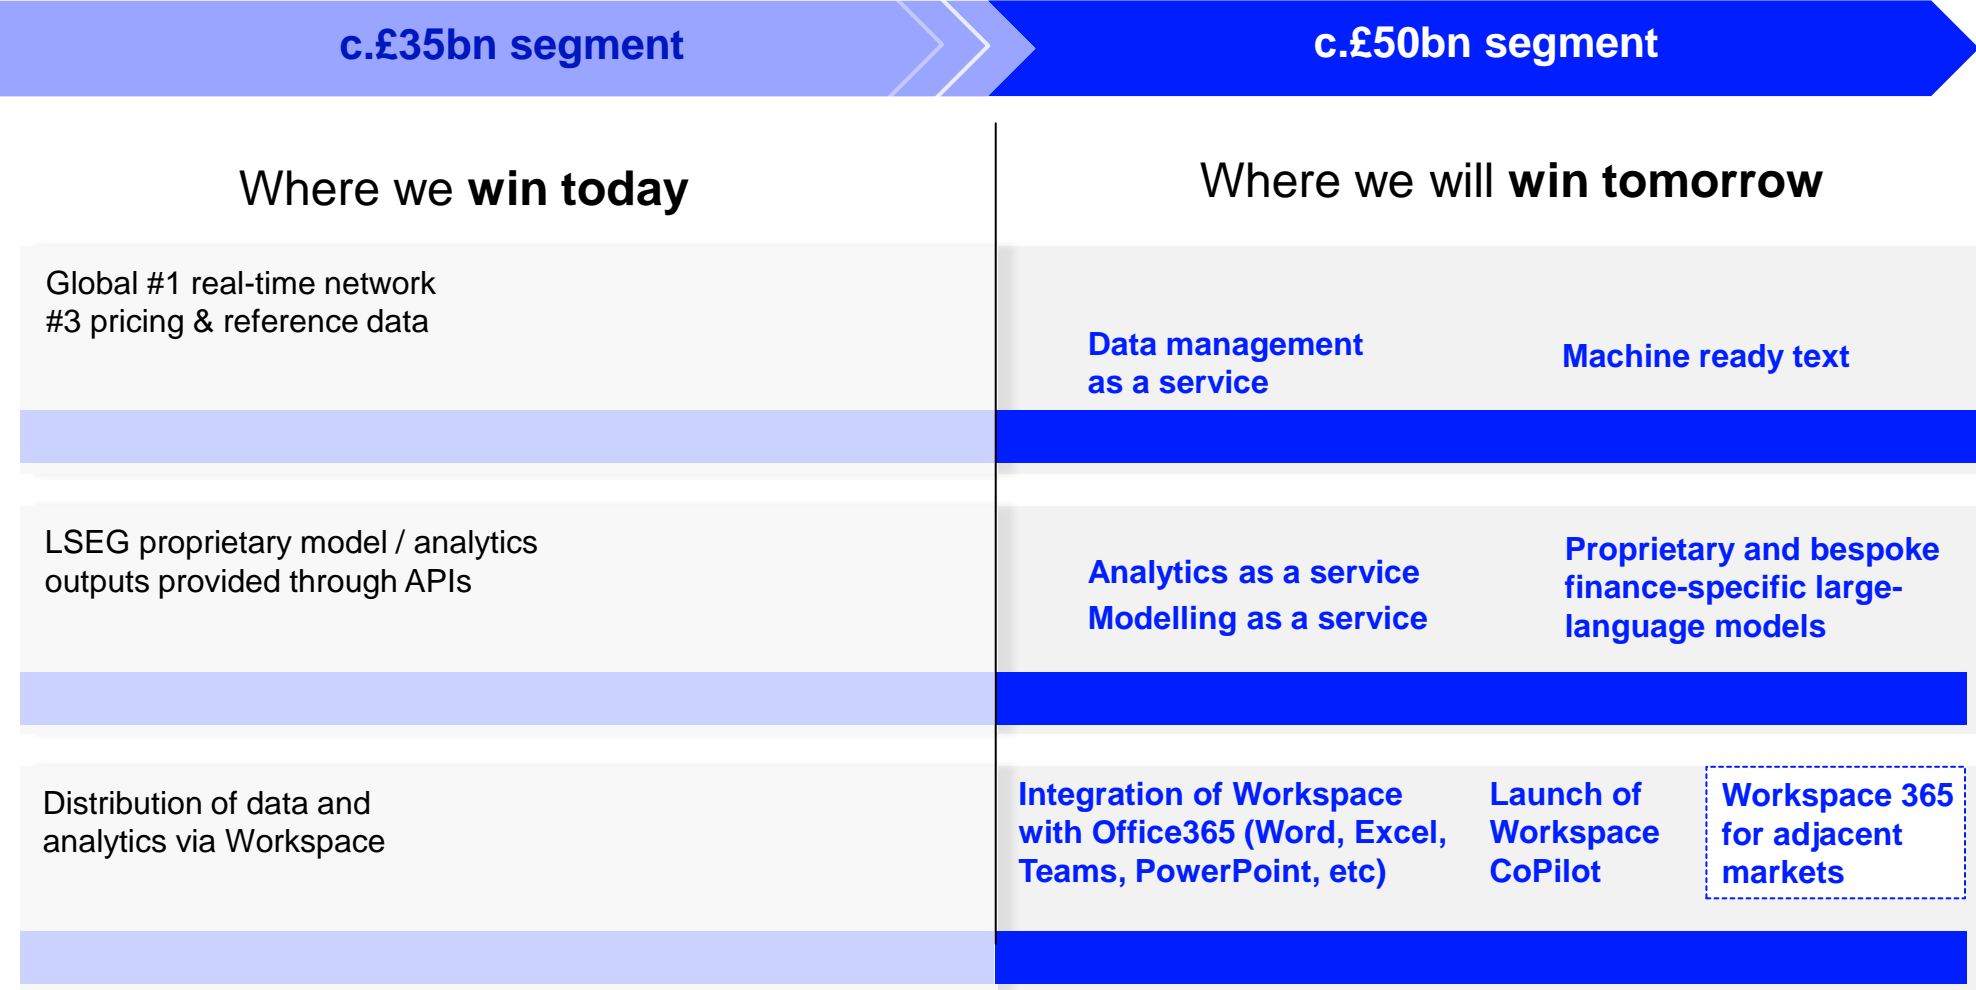 c.£35bn segment
c.£50bn segment
Where we win today
Where we will win tomorrow
Global #1 real-time network
#3 pricing & reference data
Data management
as a service
Machine ready text
LSEG proprietary model / analytics
outputs provided through APIs
Analytics as a service
Modelling as a service
Proprietary and bespoke
finance-specific large-
language models
Distribution of data and
analytics via Workspace
Integration of Workspace
with Office365 (Word, Excel,
Teams, PowerPoint, etc)
Launch of
Workspace
CoPilot
Workspace 365
for adjacent
markets